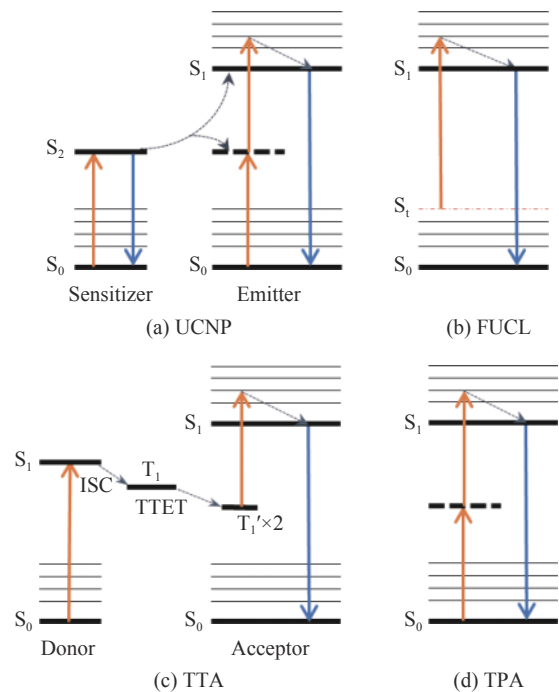 S₁
S₁
S₂
Sₜ
S₀
S₀
S₀
Sensitizer
Emitter
(a) UCNP
(b) FUCL
S₁
S₁
S₁
T₁
ISC
TTET
T₁′×2
S₀
S₀
S₀
Donor
Acceptor
(c) TTA
(d) TPA